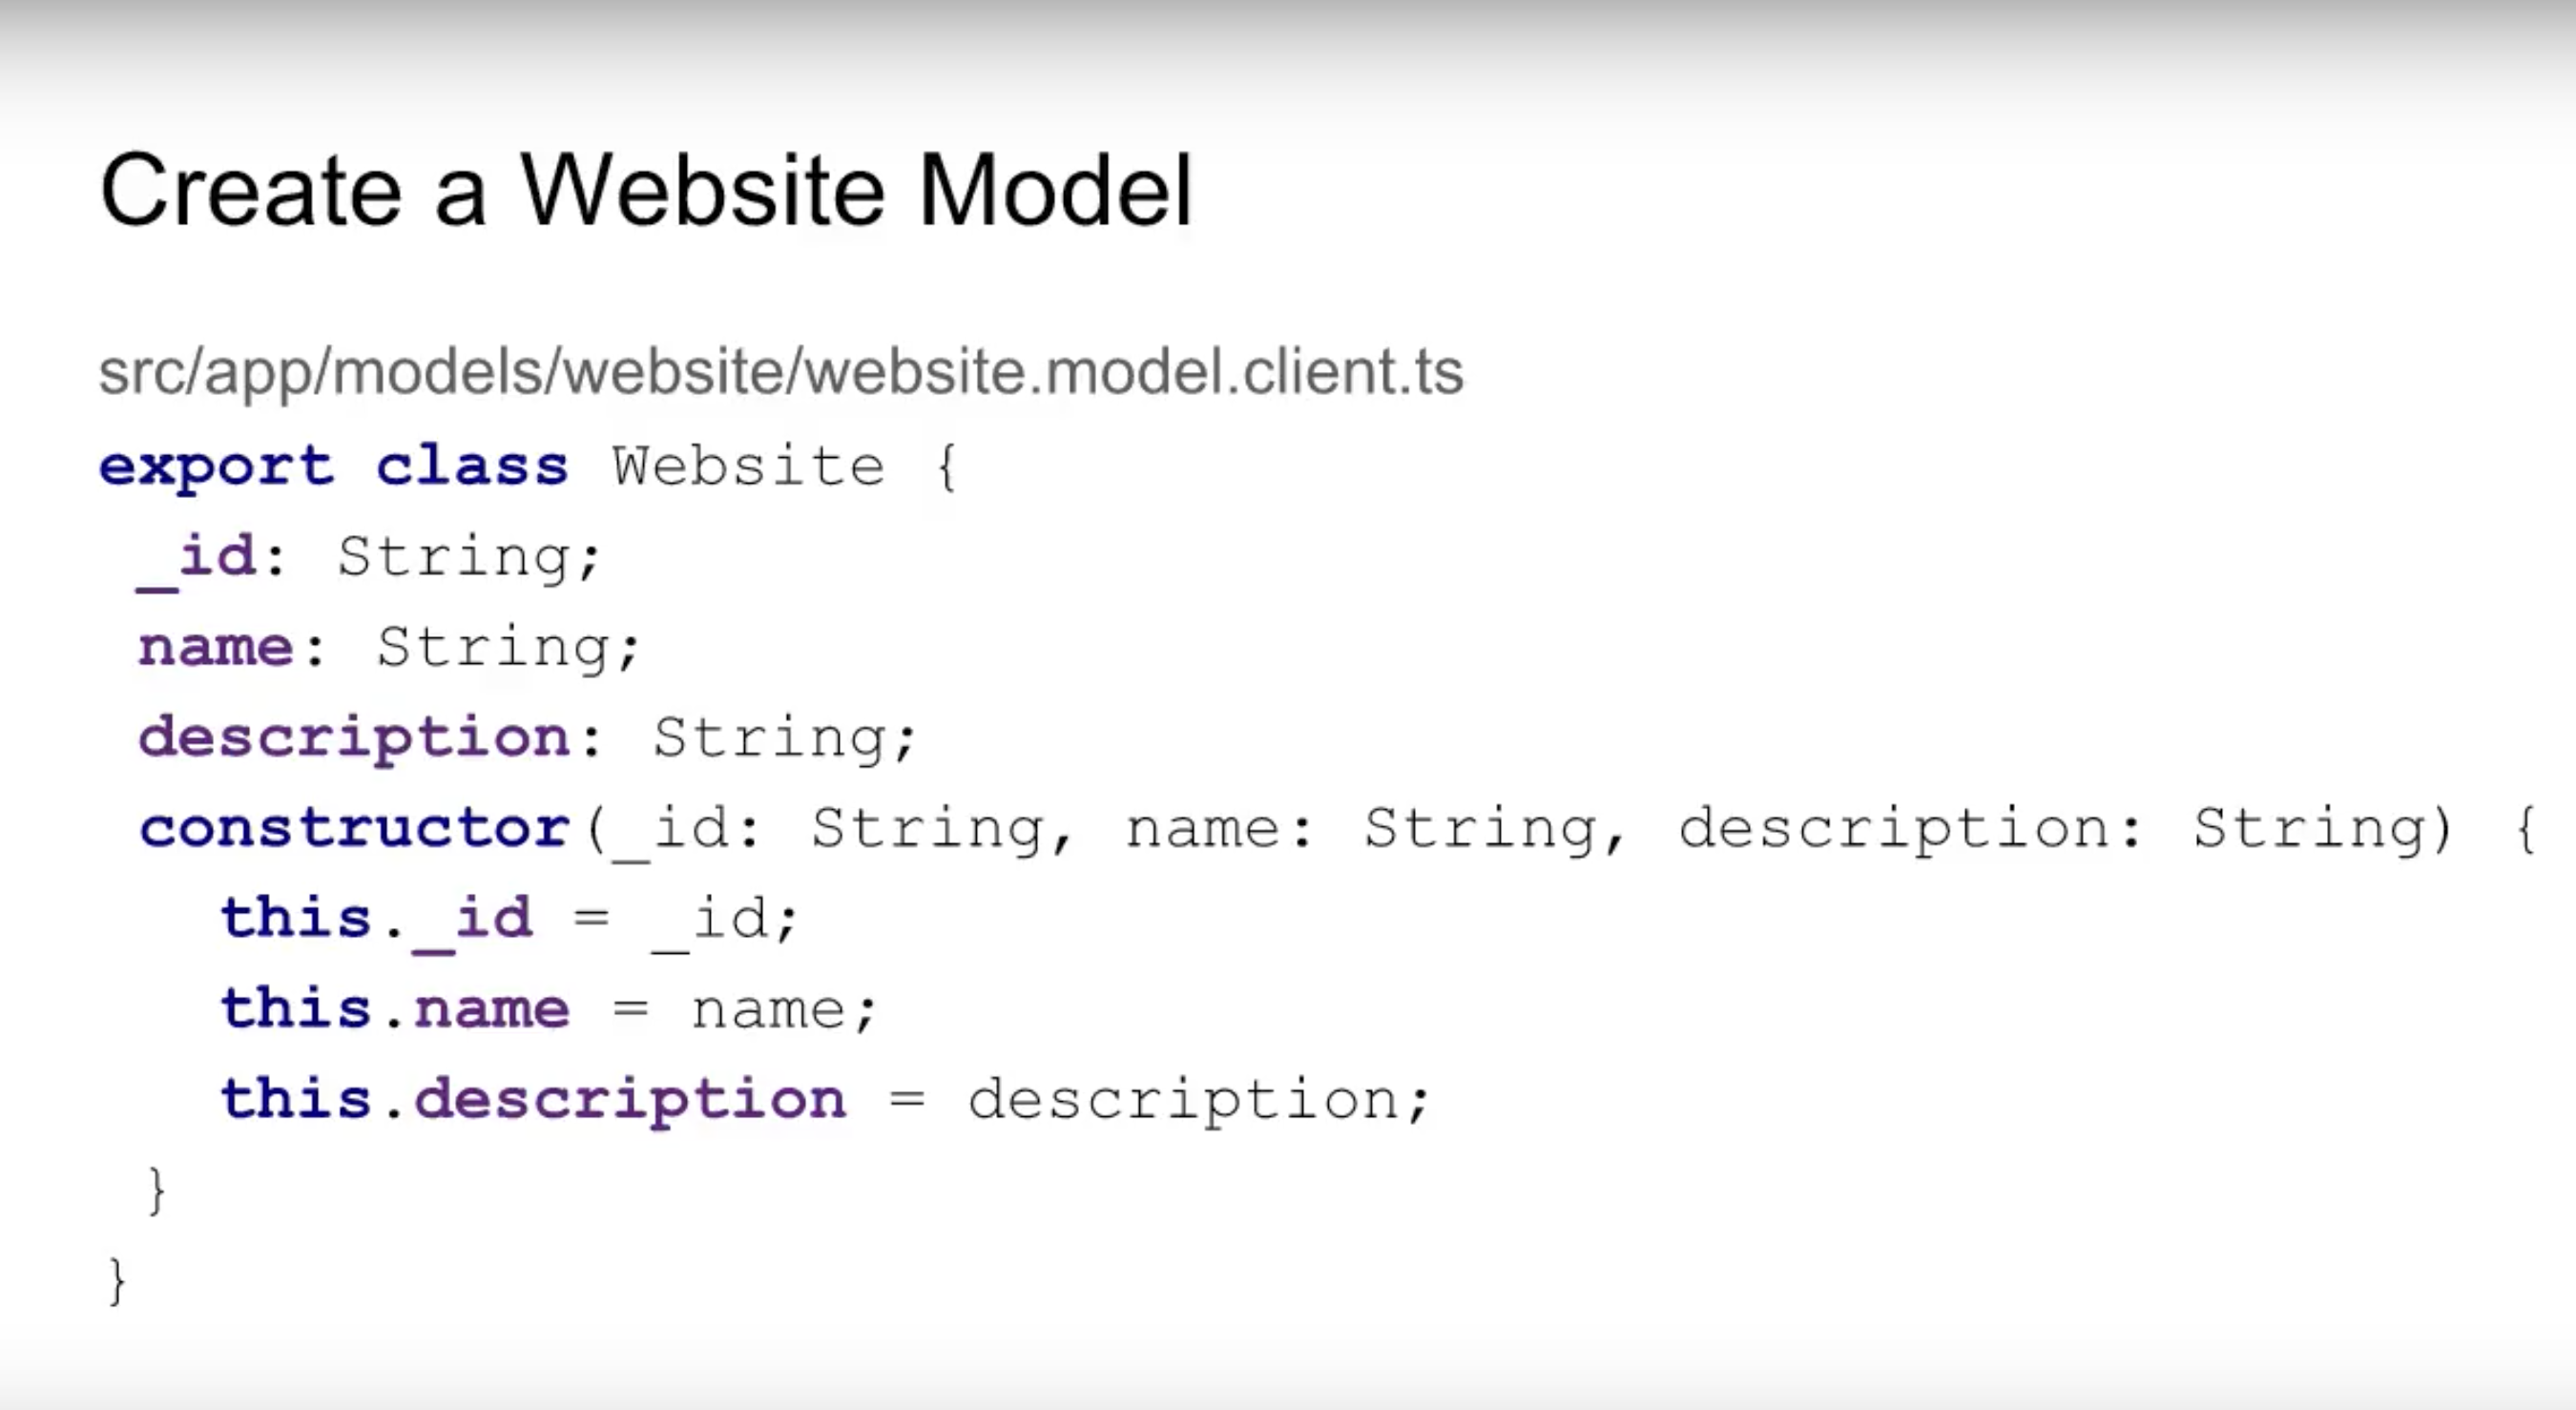 Create a Website Model
src/app/models/website/website.model.client.ts
export class Website {
_id: String;
name: String;
description: String;
constructor(_id: String, name: String, description: String) {
this._id = _id;
this.name = name;
this.description = description;
}
}